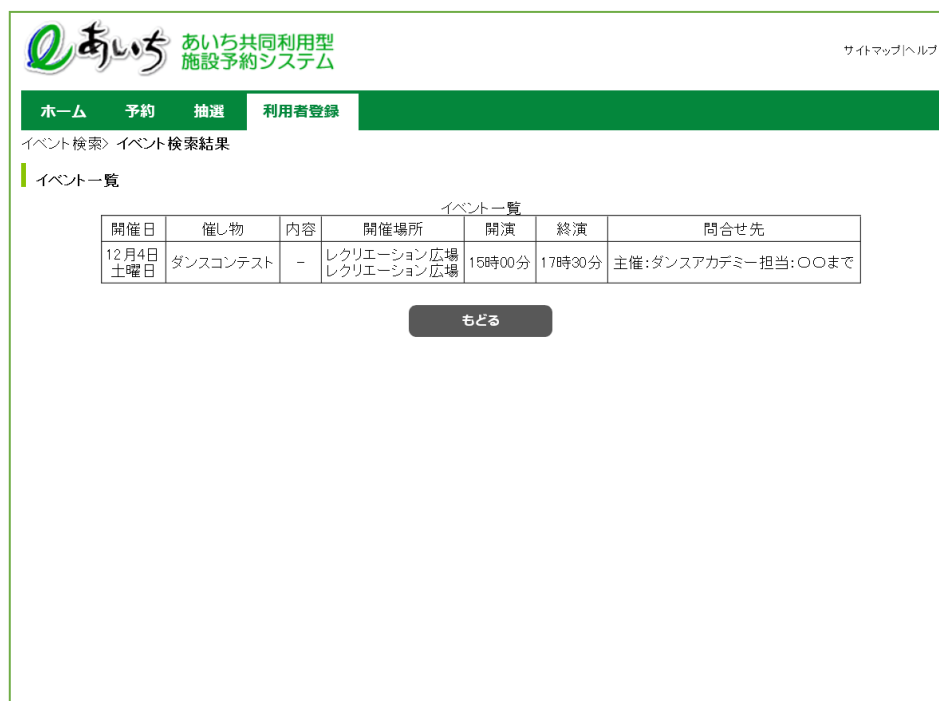 あいち
あいち共同利用型
施設予約システム
サイトマップ|ヘルプ
ホーム 予約 抽選 利用者登録
イベント検索> イベント検索結果
イベント一覧
イベント一覧
開催日 催し物 内容 開催場所 開演 終演 問合せ先
12月4日
土曜日 ダンスコンテスト － レクリエーション広場
レクリエーション広場 15時00分 17時30分 主催:ダンスアカデミー担当:〇〇まで
もどる